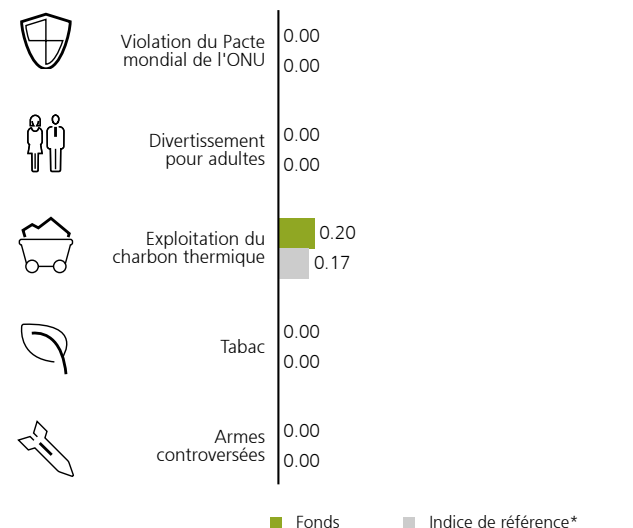 Violation du Pacte
mondial de l'ONU
0.00
0.00
Divertissement
pour adultes
0.00
0.00
Exploitation du
charbon thermique
0.20
0.17
Tabac
0.00
0.00
Armes
controversées
0.00
0.00
Fonds
Indice de référence*